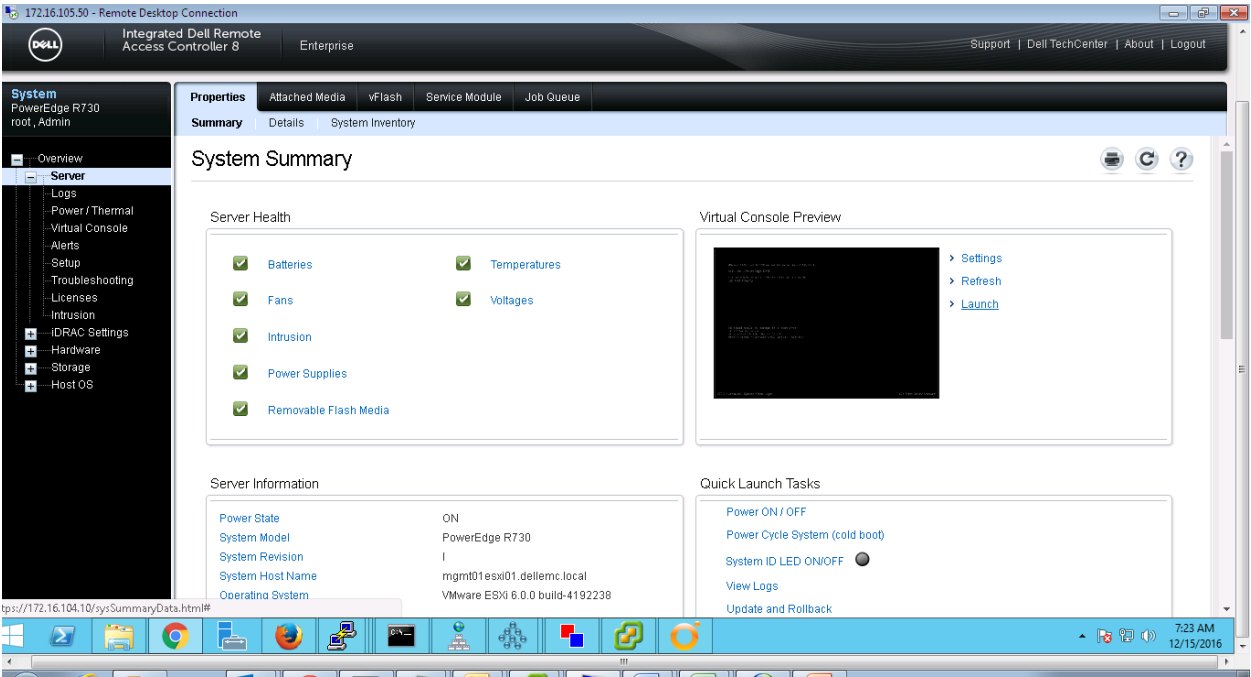 172.16.105.50 - Remote Desktop Connection
DELL
Integrated Dell Remote
Access Controller 8
Enterprise
Support | Dell TechCenter | About | Logout
System
PowerEdge R730
root , Admin
Properties Attached Media vFlash Service Module Job Queue
Summary Details System Inventory
Overview
Server
Logs
Power / Thermal
Virtual Console
Alerts
Setup
Troubleshooting
Licenses
Intrusion
iDRAC Settings
Hardware
Storage
Host OS
System Summary
Server Health
Batteries
Fans
Intrusion
Power Supplies
Removable Flash Media
Temperatures
Voltages
Virtual Console Preview
Settings
Refresh
Launch
Server Information
Power State ON
System Model PowerEdge R730
System Revision I
System Host Name mgmt01esxi01.dellemc.local
Operating System VMware ESXi 6.0.0 build-4192238
Quick Launch Tasks
Power ON / OFF
Power Cycle System (cold boot)
System ID LED ON/OFF
View Logs
Update and Rollback
tps://172.16.104.10/sysSummaryData.html#
7:23 AM
12/15/2016